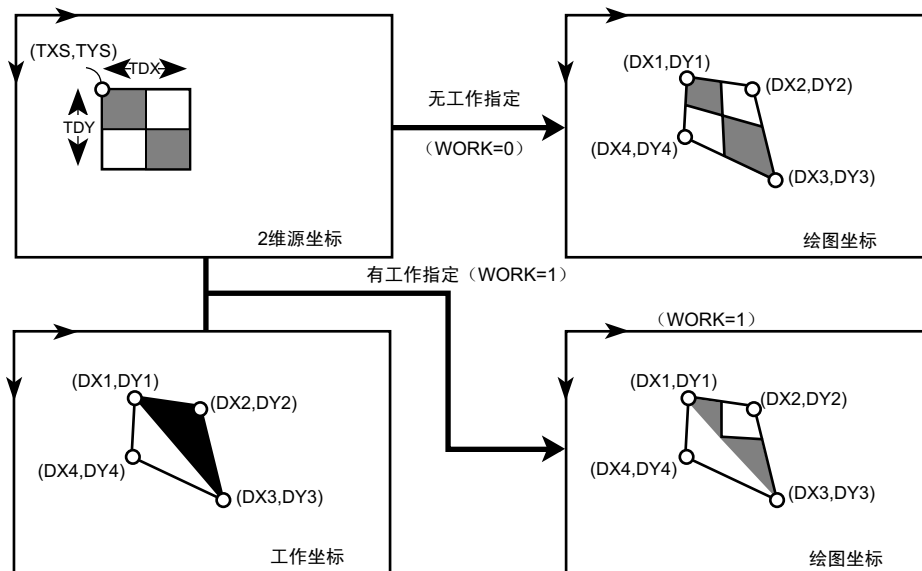 (TXS,TYS)
TDX
TDY
2维源坐标
无工作指定
（WORK=0）
(DX1,DY1)
(DX2,DY2)
(DX4,DY4)
(DX3,DY3)
绘图坐标
有工作指定（WORK=1）
(DX1,DY1)
(DX2,DY2)
(DX4,DY4)
(DX3,DY3)
工作坐标
（WORK=1）
(DX1,DY1)
(DX2,DY2)
(DX4,DY4)
(DX3,DY3)
绘图坐标